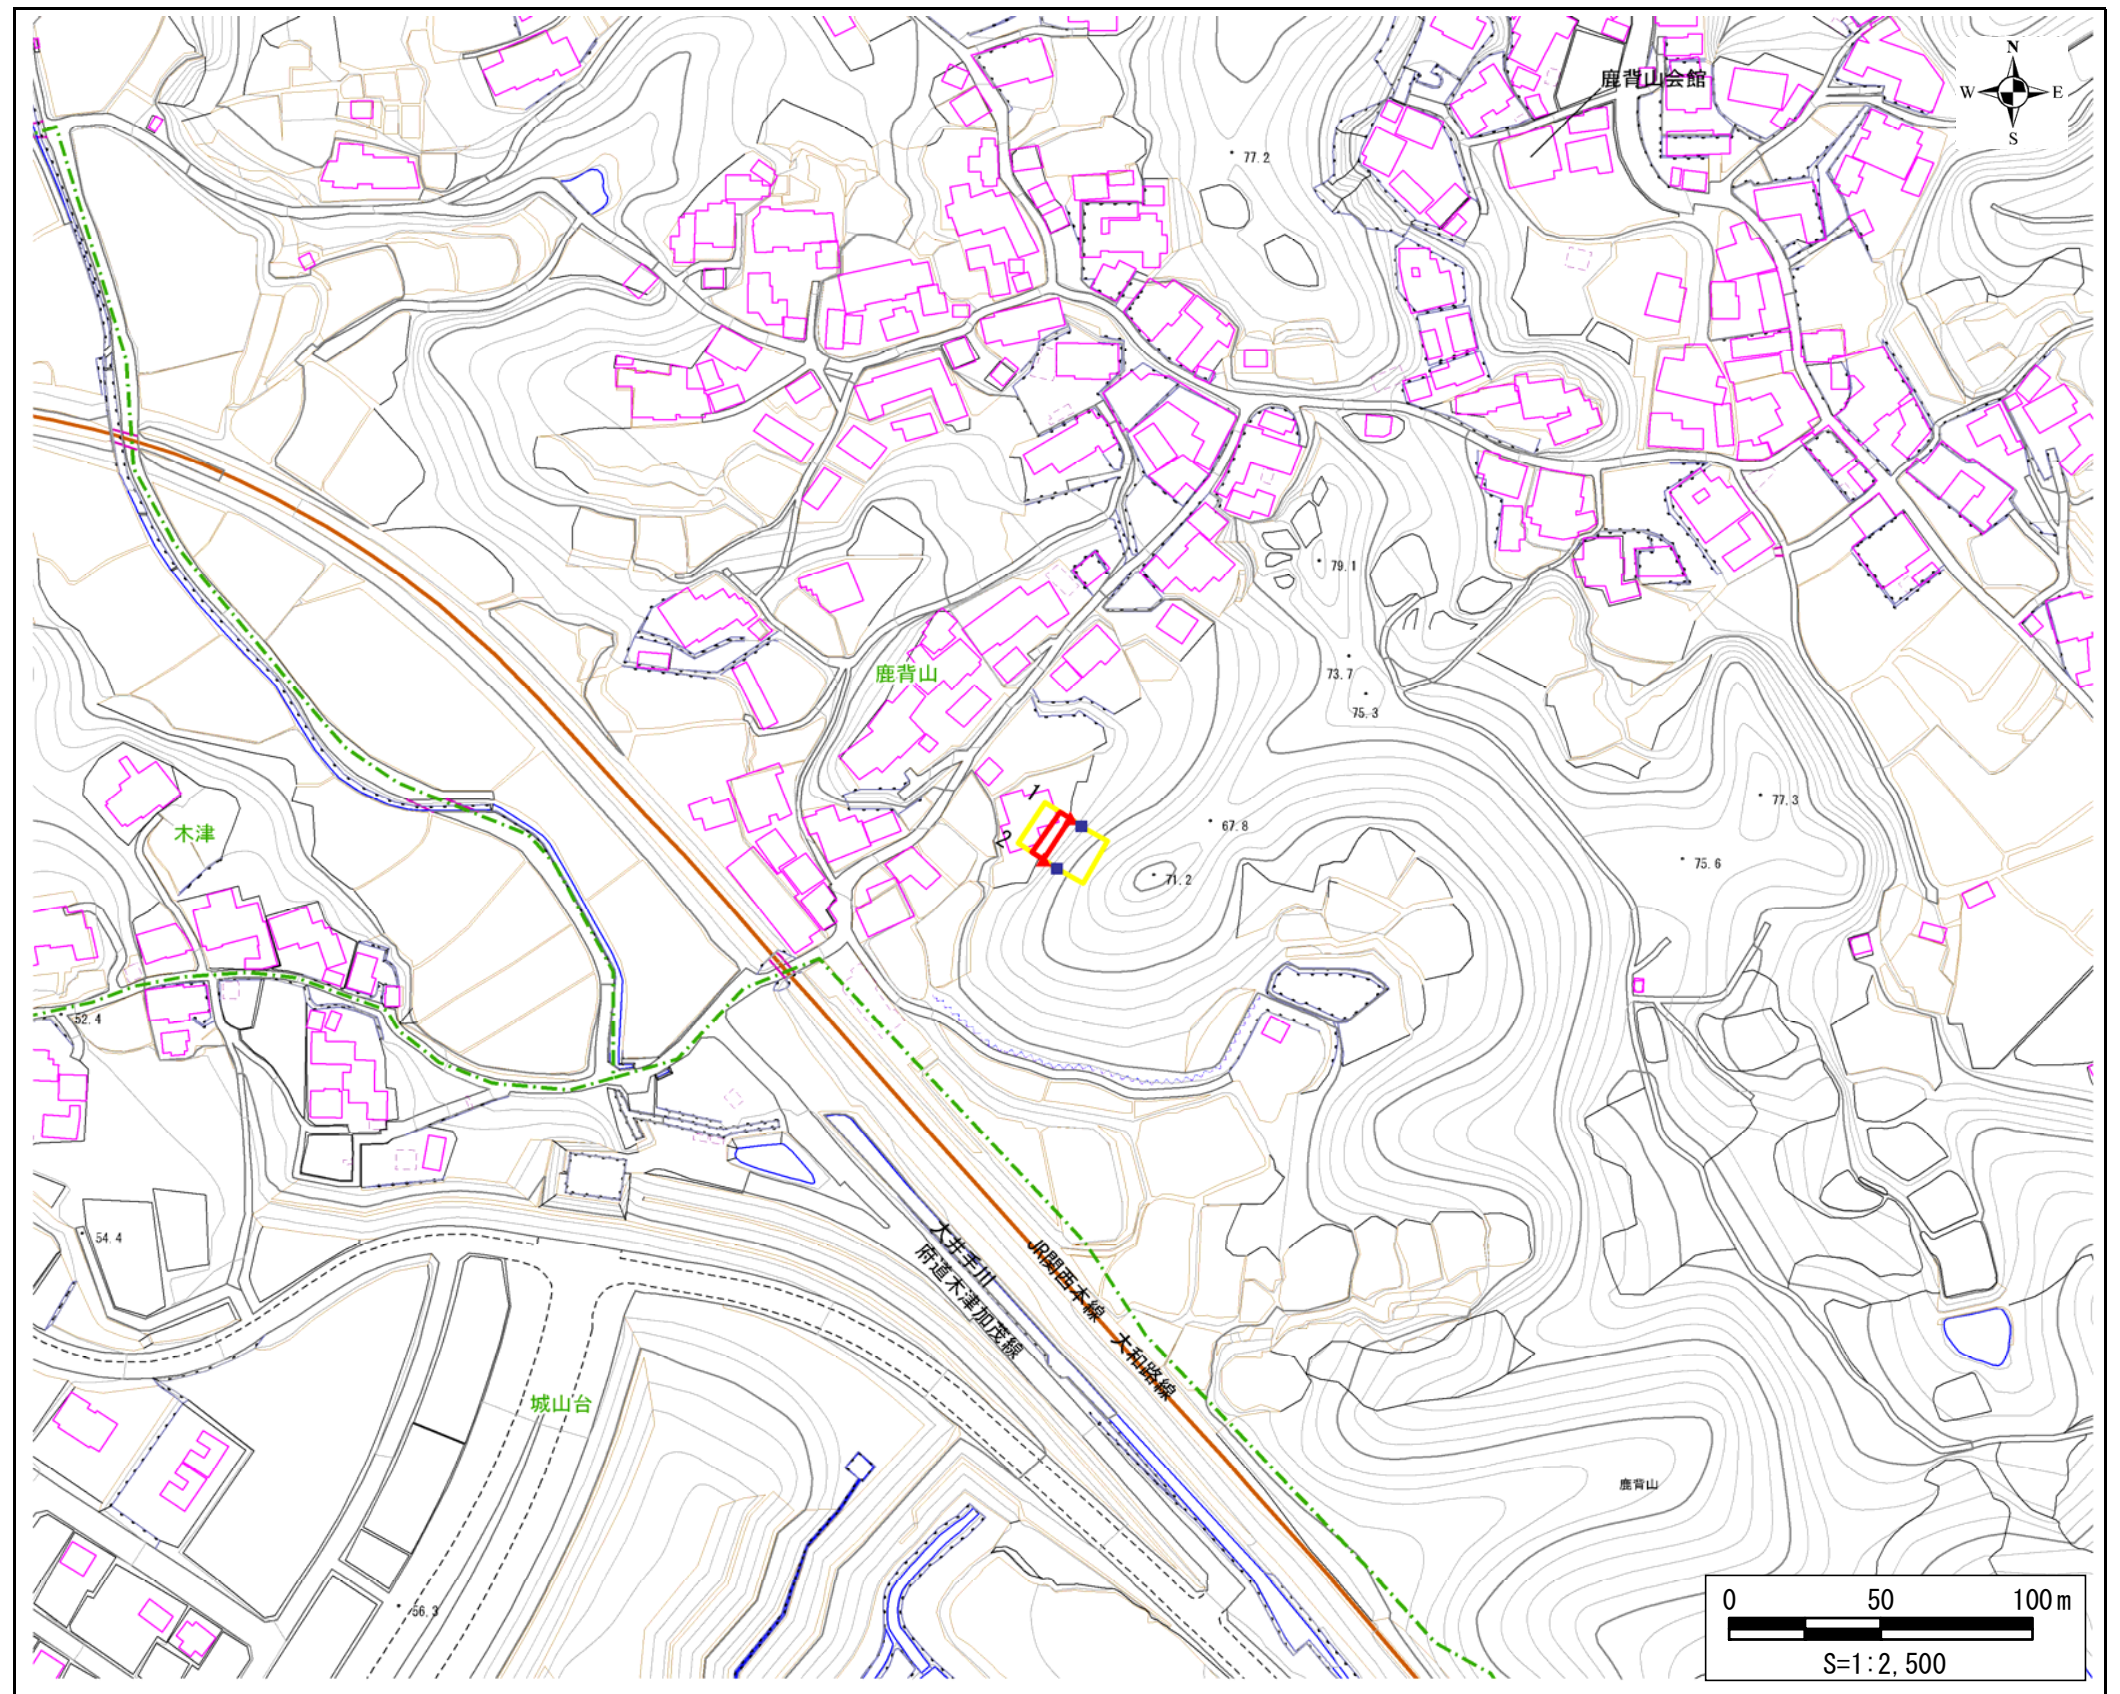 鹿背山会館
N
W E
S
77.2
79.1
73.7
75.3
鹿背山
77.3
1
67.8
木津
2
75.6
71.2
52.4
54.4
大井手川
府道木津加茂線
JR関西本線 大和路線
城山台
鹿背山
56.3
0 50 100m
S=1:2,500